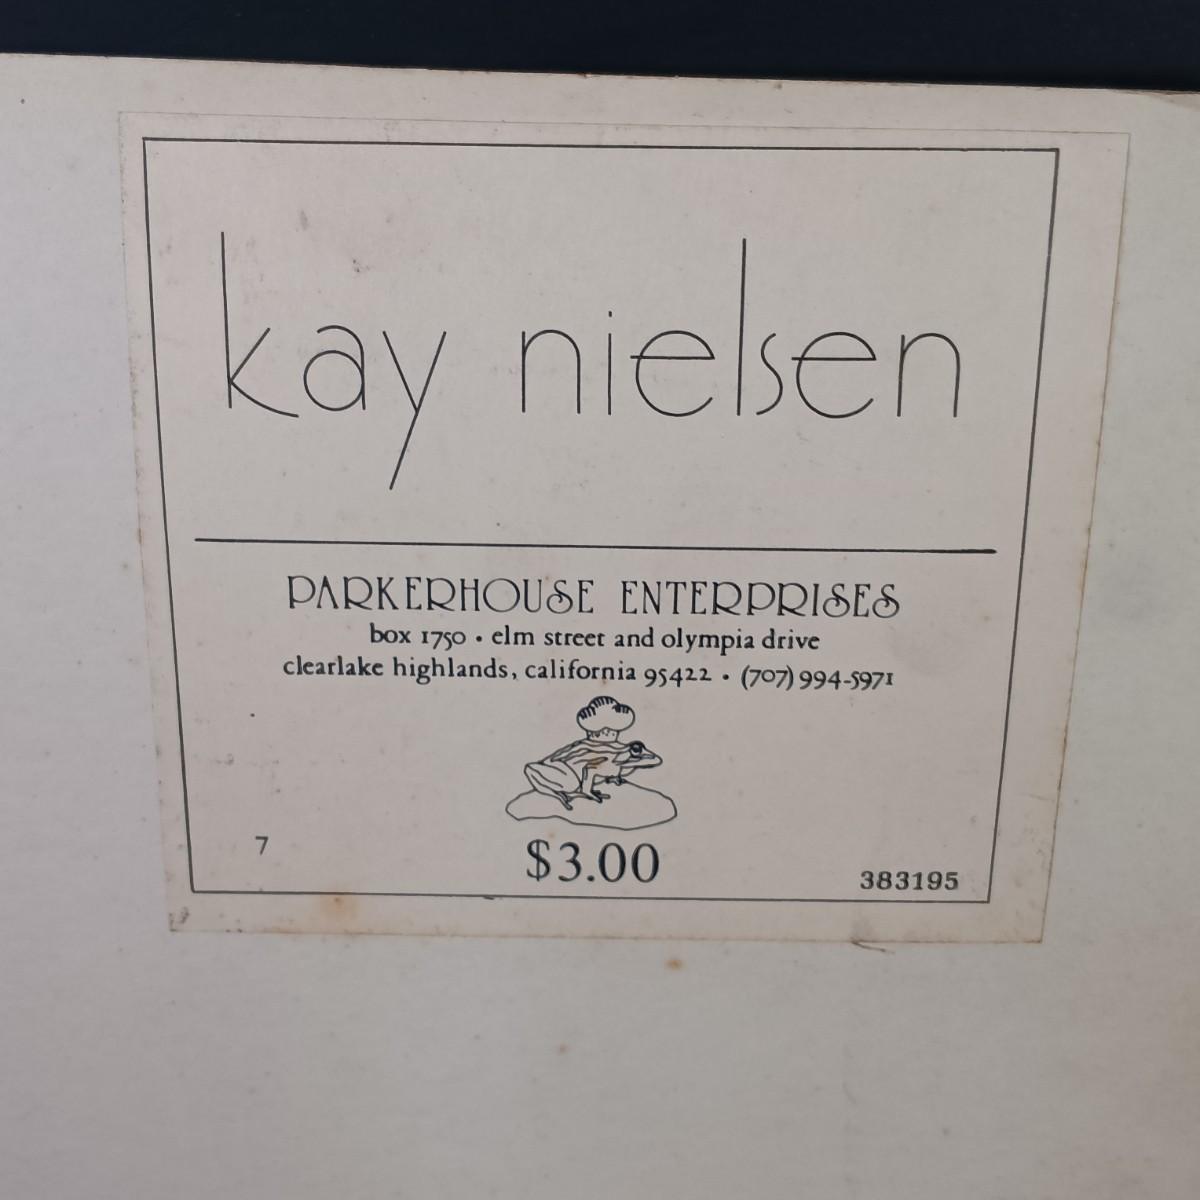 kay nielsen
PARKERHOUSE ENTERPRISES
box 1750 • elm street and olympia drive
clearlake highlands, california 95422 • (707) 994-5971
7
$3.00
383195